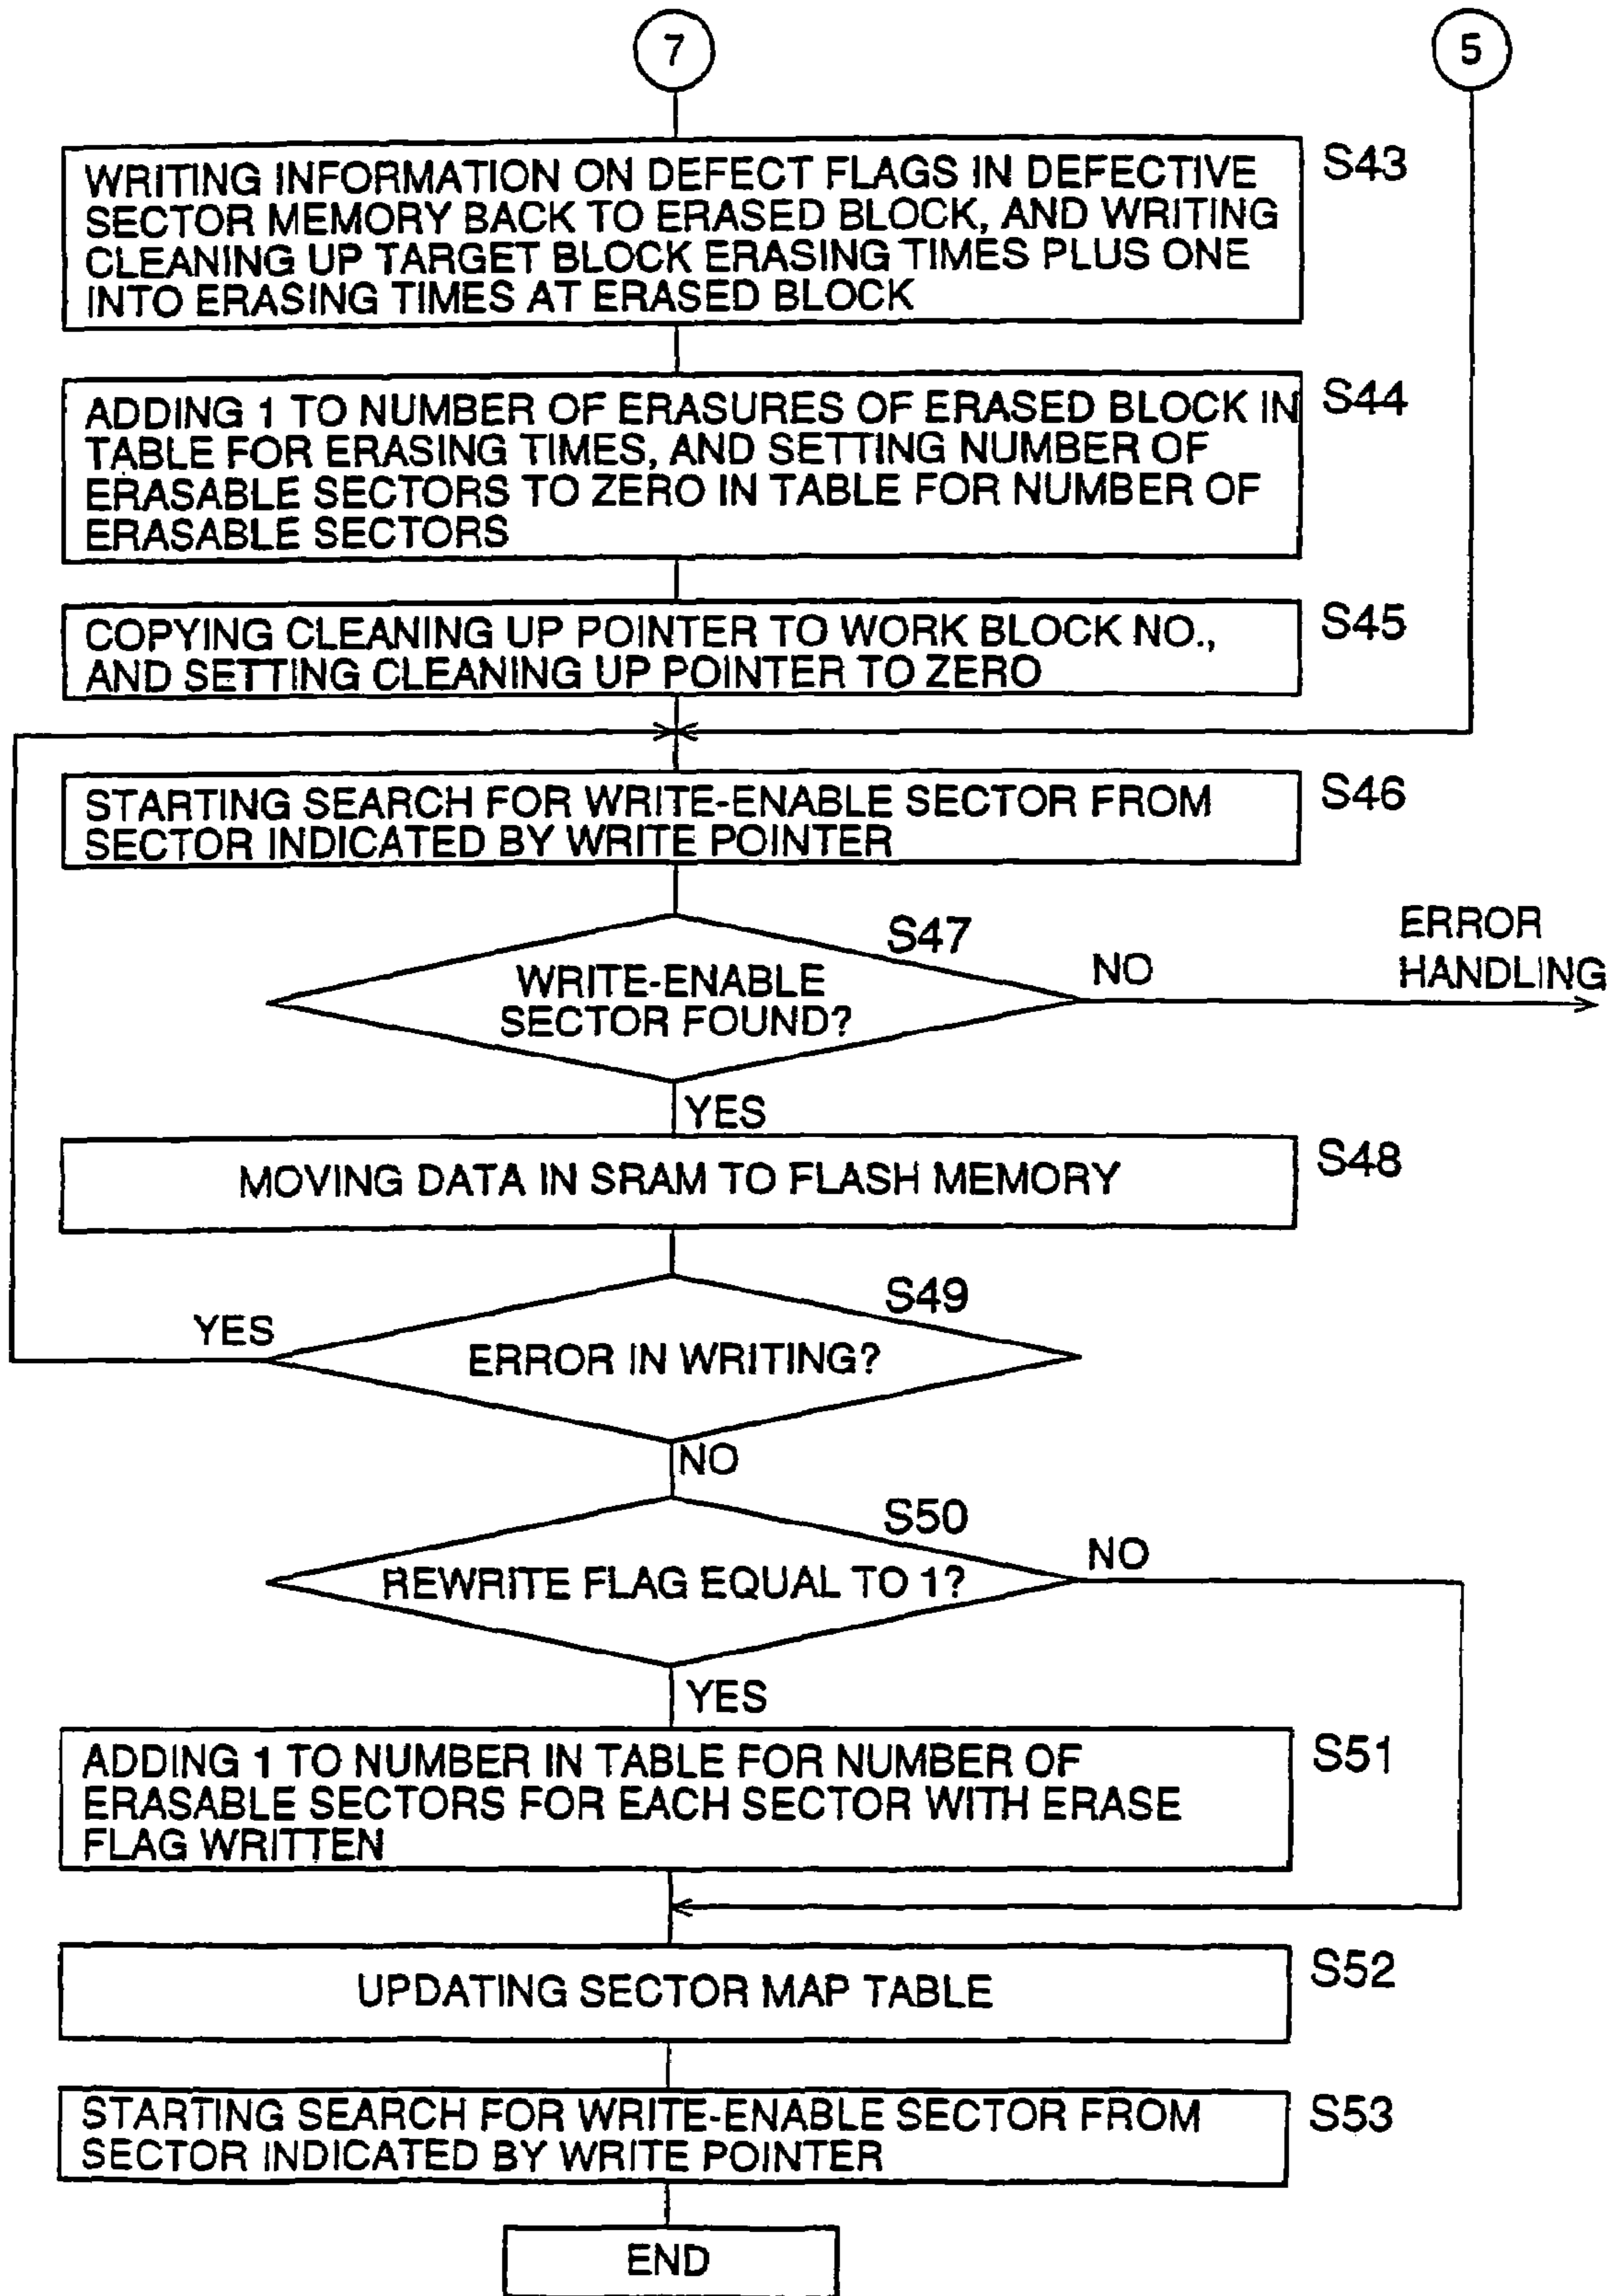 7
5
WRITING INFORMATION ON DEFECT FLAGS IN DEFECTIVE
SECTOR MEMORY BACK TO ERASED BLOCK, AND WRITING
CLEANING UP TARGET BLOCK ERASING TIMES PLUS ONE
INTO ERASING TIMES AT ERASED BLOCK
S43
ADDING 1 TO NUMBER OF ERASURES OF ERASED BLOCK IN
TABLE FOR ERASING TIMES, AND SETTING NUMBER OF
ERASABLE SECTORS TO ZERO IN TABLE FOR NUMBER OF
ERASABLE SECTORS
S44
COPYING CLEANING UP POINTER TO WORK BLOCK NO.,
AND SETTING CLEANING UP POINTER TO ZERO
S45
STARTING SEARCH FOR WRITE-ENABLE SECTOR FROM
SECTOR INDICATED BY WRITE POINTER
S46
S47
WRITE-ENABLE
SECTOR FOUND?
NO
ERROR
HANDLING
YES
MOVING DATA IN SRAM TO FLASH MEMORY
S48
S49
YES
ERROR IN WRITING?
NO
S50
REWRITE FLAG EQUAL TO 1?
NO
YES
ADDING 1 TO NUMBER IN TABLE FOR NUMBER OF
ERASABLE SECTORS FOR EACH SECTOR WITH ERASE
FLAG WRITTEN
S51
UPDATING SECTOR MAP TABLE
S52
STARTING SEARCH FOR WRITE-ENABLE SECTOR FROM
SECTOR INDICATED BY WRITE POINTER
S53
END